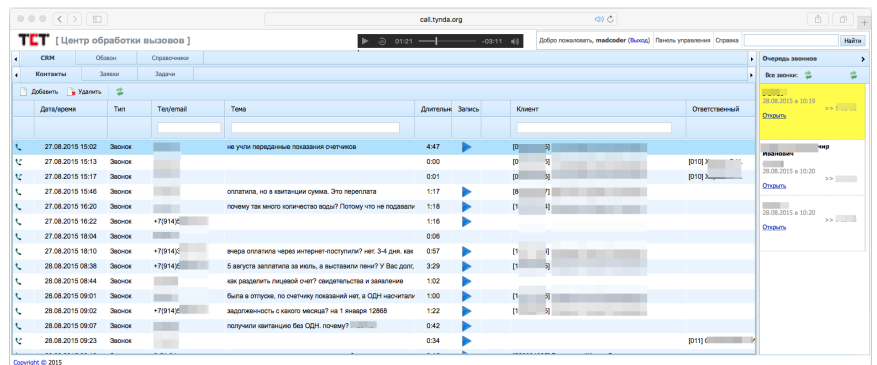 call.tynda.org
ТСТ [ Центр обработки вызовов ]
01:21 -03:11
Добро пожаловать, madcoder (Выход) Панель управления Справка Найти
CRM Обзвон Справочники
Контакты Заявки Задачи
Добавить Удалить
Дата/время Тип Тел/email Тема Длительн Запись Клиент Ответственный
27.08.2015 15:02 Звонок не учли переданные показания счетчиков 4:47
27.08.2015 15:13 Звонок 0:00 [010]
27.08.2015 15:17 Звонок 0:01 [010]
27.08.2015 15:46 Звонок оплатила, но в квитанции сумма. Это переплата 1:17
27.08.2015 16:20 Звонок почему так много количество воды? Потому что не подавали 1:18
27.08.2015 16:22 Звонок +7(914) 1:16
27.08.2015 18:04 Звонок 0:06
27.08.2015 18:10 Звонок +7(914) вчера оплатила через интернет-поступили? нет. 3-4 дня. как 0:57
28.08.2015 08:38 Звонок +7(914) 5 августа заплатила за июль, а выставили пени? У Вас долг, 3:29
28.08.2015 08:44 Звонок как разделить лицевой счет? свидетельства и заявление 1:02
28.08.2015 09:01 Звонок была в отпуске, по счетчику показаний нет, а ОДН насчитали 1:00
28.08.2015 09:02 Звонок +7(914) задолженность с какого месяца? на 1 января 12868 1:22
28.08.2015 09:07 Звонок получили квитанцию без ОДН. почему? 0:42
28.08.2015 09:23 Звонок 0:34 [011]
Очередь звонков
Все звонки:
28.08.2015 в 10:19
>>
Открыть
Иванович
28.08.2015 в 10:20
>>
Открыть
28.08.2015 в 10:20
>>
Открыть
Copyright © 2015